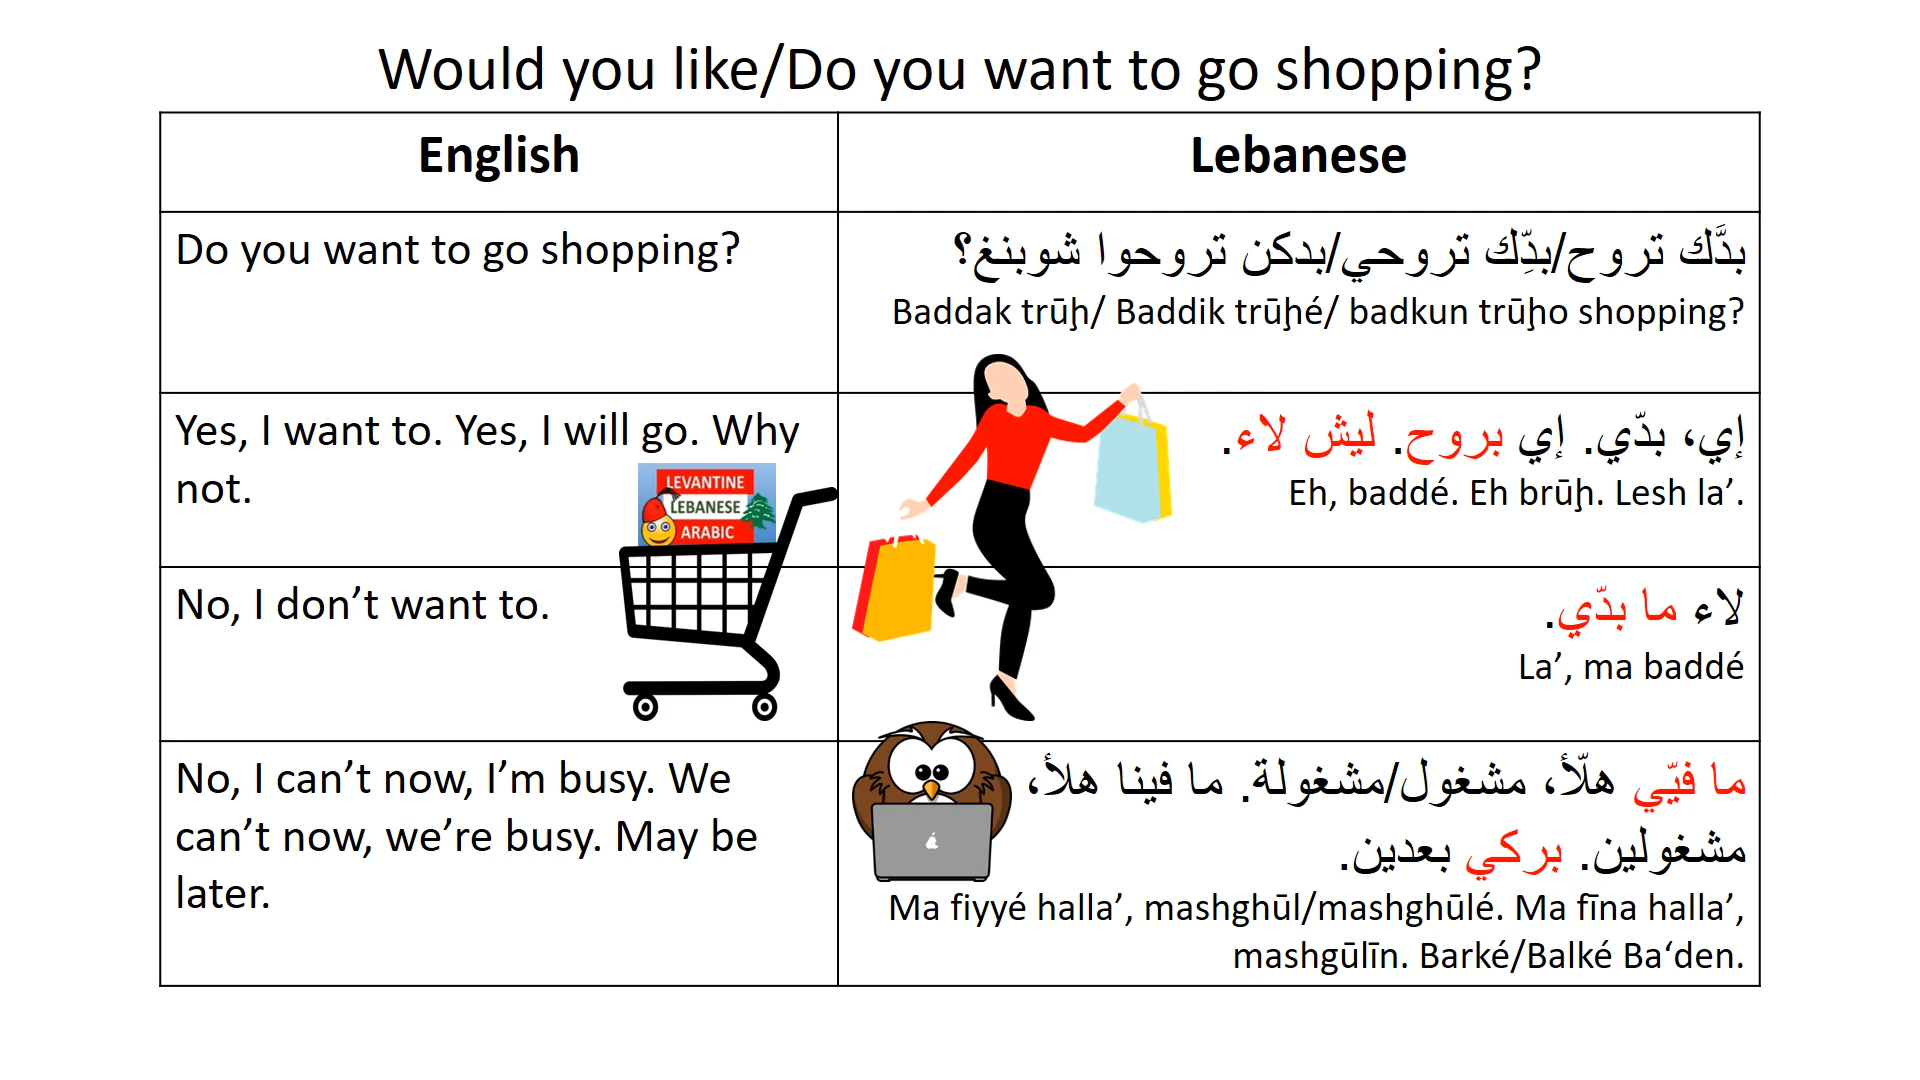 Would you like/Do you want to go shopping?
English
Lebanese
Do you want to go shopping?
بدَّك تروح/بدِّك تروحي/بدكن تروحوا شوبنغ؟
Baddak trūḥ/ Baddik trūḥé/ badkun trūḥo shopping?
Yes, I want to. Yes, I will go. Why
not.
LEVANTINE
LEBANESE
ARABIC
إي، بدّي. إي بروح. ليش لاء.
Eh, baddé. Eh brūḥ. Lesh la’.
No, I don’t want to.
لاء ما بدّي.
La’, ma baddé
No, I can’t now, I’m busy. We
can’t now, we’re busy. May be
later.
ما فيّي هلّأ، مشغول/مشغولة. ما فينا هلأ،
مشغولين. بركي بعدين.
Ma fiyyé halla’, mashghūl/mashghūlé. Ma fīna halla’,
mashgūlīn. Barké/Balké Ba‘den.